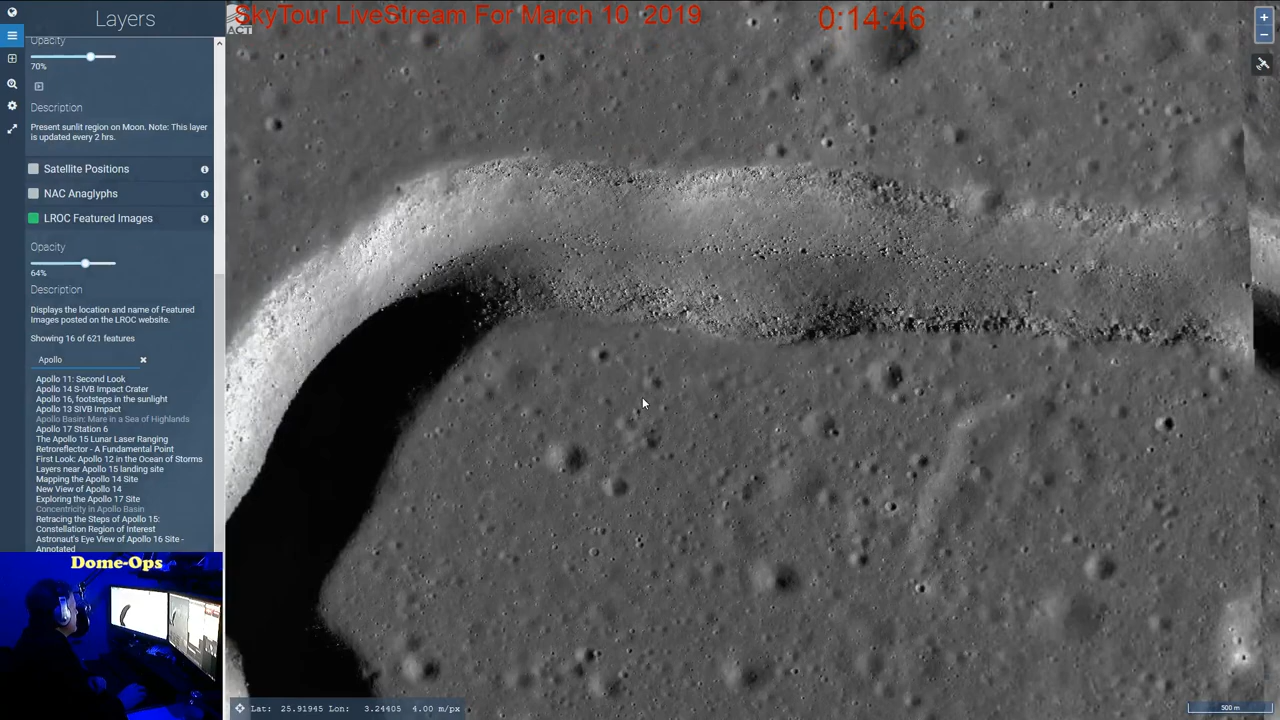 Layers
SkyTour LiveStream For March 10 2019
0:14:46
ACT
Opacity
70%
Description
Present sunlit region on Moon. Note: This layer
is updated every 2 hrs.
Satellite Positions
NAC Anaglyphs
LROC Featured Images
Opacity
64%
Description
Displays the location and name of Featured
Images posted on the LROC website.
Showing 16 of 621 features
Apollo
Apollo 11: Second Look
Apollo 14 S-IVB Impact Crater
Apollo 16, footsteps in the sunlight
Apollo 13 SIVB Impact
Apollo Basin: Mare in a Sea of Highlands
Apollo 17 Station 6
The Apollo 15 Lunar Laser Ranging
Retroreflector - A Fundamental Point
First Look: Apollo 12 in the Ocean of Storms
Layers near Apollo 15 landing site
Mapping the Apollo 14 Site
New View of Apollo 14
Exploring the Apollo 17 Site
Concentricity in Apollo Basin
Retracing the Steps of Apollo 15:
Constellation Region of Interest
Astronaut's Eye View of Apollo 16 Site -
Annotated
Dome-Ops
Lat: 25.91945 Lon: 3.24405 4.00 m/px
500 m